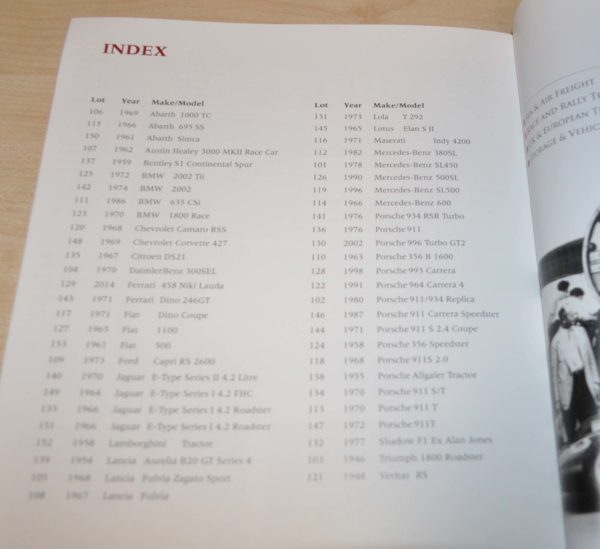 INDEX
Lot Year Make/Model
106 1969 Abarth 1000 TC
115 1966 Abarth 695 SS
150 1961 Abarth Simca
107 1962 Austin Healey 3000 MKII Race Car
137 1959 Bentley S1 Continental Spur
125 1972 BMW 2002 Tii
142 1974 BMW 2002
111 1986 BMW 635 CSi
123 1970 BMW 1800 Race
120 1968 Chevrolet Camaro RSS
148 1969 Chevrolet Corvette 427
135 1967 Citroen DS21
104 1970 DaimlerBenz 300SEL
129 2014 Ferrari 458 Niki Lauda
143 1971 Ferrari Dino 246GT
117 1971 Fiat Dino Coupe
127 1965 Fiat 1100
153 1961 Fiat 500
109 1973 Ford Capri RS 2600
140 1970 Jaguar E-Type Series II 4.2 Litre
149 1964 Jaguar E-Type Series I 4.2 FHC
133 1966 Jaguar E-Type Series I 4.2 Roadster
151 1966 Jaguar E-Type Series I 4.2 Roadster
152 1958 Lamborghini Tractor
139 1954 Lancia Aurelia B20 GT Series 4
105 1968 Lancia Fulvia Zagato Sport
108 1967 Lancia Fulvia
Lot Year Make/Model
131 1973 Lola T 292
145 1965 Lotus Elan S II
116 1971 Maserati Indy 4200
112 1983 Mercedes-Benz 380SL
101 1978 Mercedes-Benz SL450
126 1990 Mercedes-Benz 500SL
119 1996 Mercedes-Benz SL500
114 1966 Mercedes-Benz 600
141 1976 Porsche 934 RSR Turbo
136 1976 Porsche 911
130 2002 Porsche 996 Turbo GT2
110 1963 Porsche 356 B 1600
128 1998 Porsche 993 Carrera
122 1991 Porsche 964 Carrera 4
102 1980 Porsche 911/934 Replica
146 1987 Porsche 911 Carrera Speedster
144 1971 Porsche 911 S 2.4 Coupe
124 1958 Porsche 356 Speedster
118 1968 Porsche 911S 2.0
138 1955 Porsche Allgaier Tractor
134 1970 Porsche 911 S/T
113 1970 Porsche 911 T
147 1972 Porsche 911T
132 1977 Shadow F1 Ex Alan Jones
103 1946 Triumph 1800 Roadster
121 1948 Veritas RS
& AIR FREIGHT
AND RALLY
& EUROPEAN
STORAGE & VEHIC